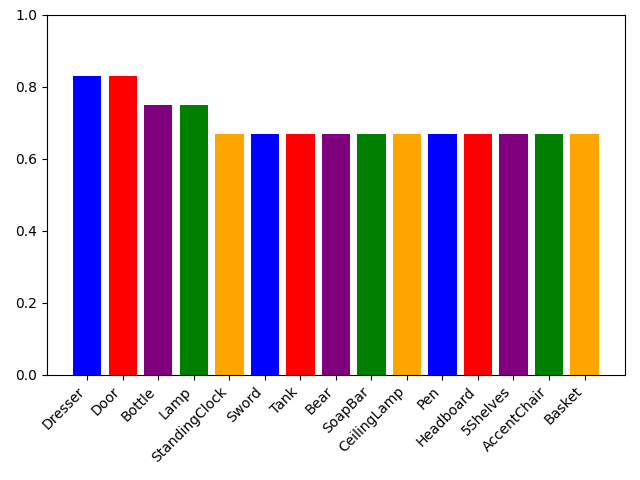 1.0
0.8
0.6
0.4
0.2
0.0
Dresser
Door
Bottle
Lamp
StandingClock
Sword
Tank
Bear
SoapBar
CeilingLamp
Pen
Headboard
5Shelves
AccentChair
Basket